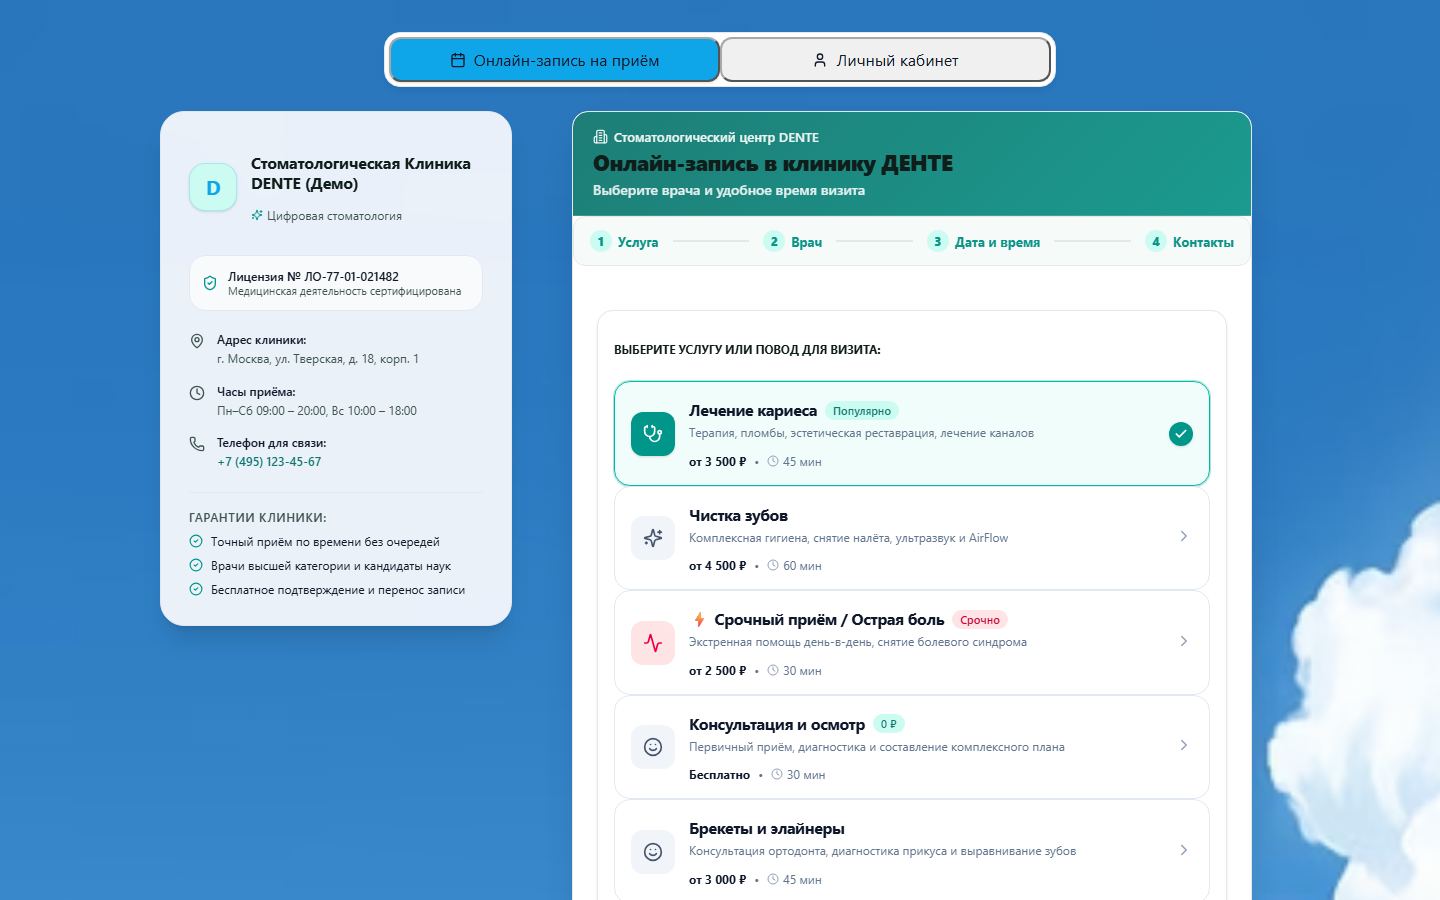 Онлайн-запись на приём
Личный кабинет
D
Стоматологическая Клиника
DENTE (Демо)
Цифровая стоматология
Лицензия № ЛО-77-01-021482
Медицинская деятельность сертифицирована
Адрес клиники:
г. Москва, ул. Тверская, д. 18, корп. 1
Часы приёма:
Пн–Сб 09:00 – 20:00, Вс 10:00 – 18:00
Телефон для связи:
+7 (495) 123-45-67
ГАРАНТИИ КЛИНИКИ:
Точный приём по времени без очередей
Врачи высшей категории и кандидаты наук
Бесплатное подтверждение и перенос записи
Стоматологический центр DENTE
Онлайн-запись в клинику ДЕНТЕ
Выберите врача и удобное время визита
1 Услуга
2 Врач
3 Дата и время
4 Контакты
ВЫБЕРИТЕ УСЛУГУ ИЛИ ПОВОД ДЛЯ ВИЗИТА:
Лечение кариеса Популярно
Терапия, пломбы, эстетическая реставрация, лечение каналов
от 3 500 ₽ • 45 мин
Чистка зубов
Комплексная гигиена, снятие налёта, ультразвук и AirFlow
от 4 500 ₽ • 60 мин
Срочный приём / Острая боль Срочно
Экстренная помощь день-в-день, снятие болевого синдрома
от 2 500 ₽ • 30 мин
Консультация и осмотр 0 ₽
Первичный приём, диагностика и составление комплексного плана
Бесплатно • 30 мин
Брекеты и элайнеры
Консультация ортодонта, диагностика прикуса и выравнивание зубов
от 3 000 ₽ • 45 мин